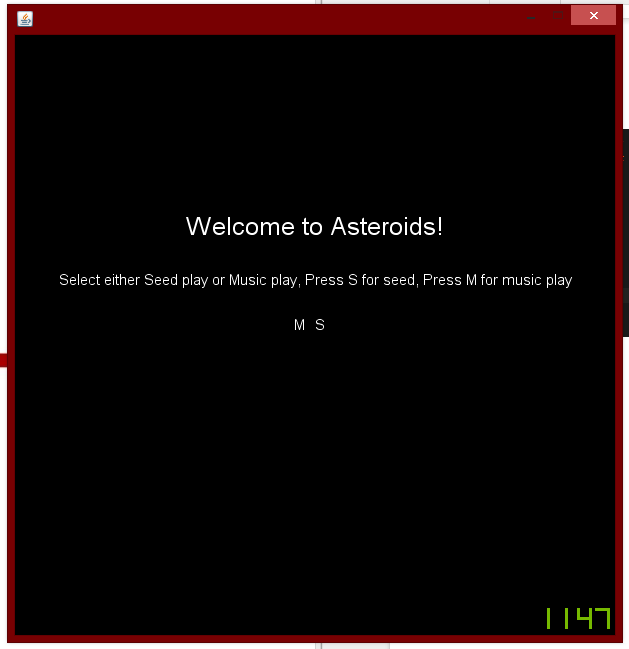 Welcome to Asteroids!
Select either Seed play or Music play, Press S for seed, Press M for music play
M S
1147